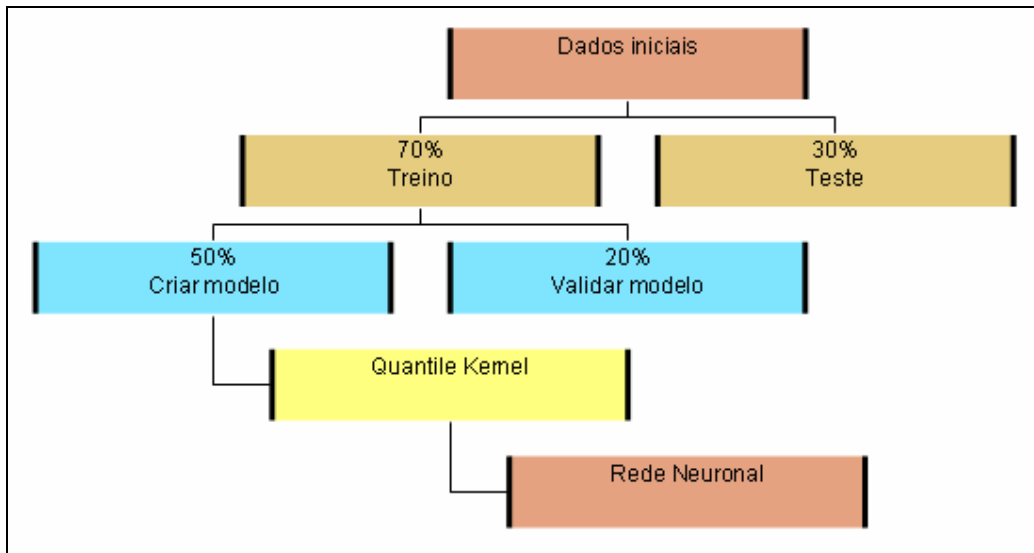 Dados iniciais
70%
Treino
30%
Teste
50%
Criar modelo
20%
Validar modelo
Quantile Kernel
Rede Neuronal